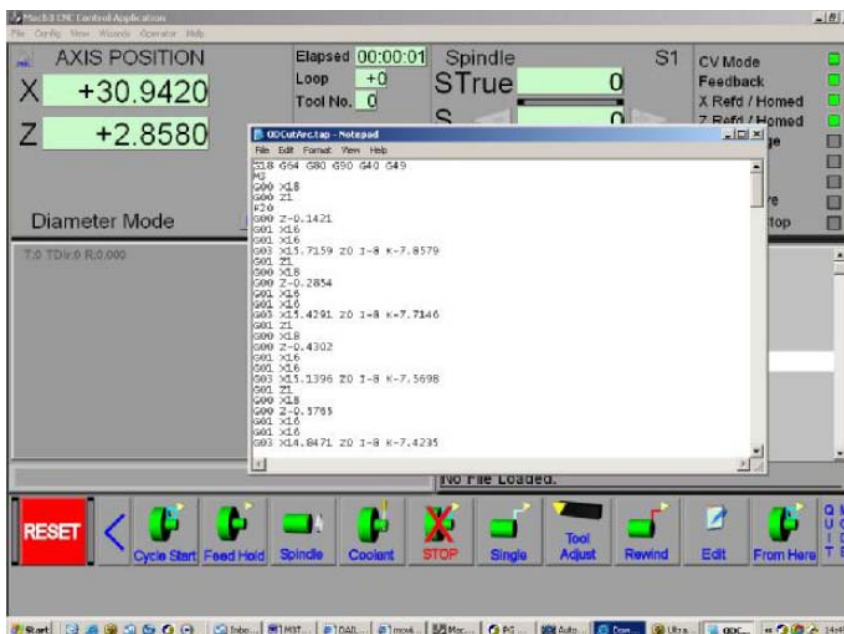 Mach3 CNC Control Application
File Config View Wizards Operator Help
AXIS POSITION
X +30.9420
Z +2.8580
Diameter Mode
Elapsed 00:00:01
Loop +0
Tool No. 0
Spindle S1
STrue 0
S 0
CV Mode
Feedback
X Refd / Homed
Z Refd / Homed
T:0 TDir:0 R:0.000
QDCutArc.tap - Notepad
File Edit Format View Help
G18 G64 G80 G90 G40 G49
M3
G00 X18
G00 Z1
F20
G00 Z-0.1421
G01 X16
G01 X16
G03 X15.7159 Z0 I-8 K-7.8579
G01 Z1
G00 X18
G00 Z-0.2854
G01 X16
G01 X16
G03 X15.4291 Z0 I-8 K-7.7146
G01 Z1
G00 X18
G00 Z-0.4302
G01 X16
G01 X16
G03 X15.1396 Z0 I-8 K-7.5698
G01 Z1
G00 X18
G00 Z-0.5765
G01 X16
G01 X16
G03 X14.8471 Z0 I-8 K-7.4235
No File Loaded.
RESET
Cycle Start
Feed Hold
Spindle
Coolant
STOP
Single
Tool
Adjust
Rewind
Edit
From Here
Start